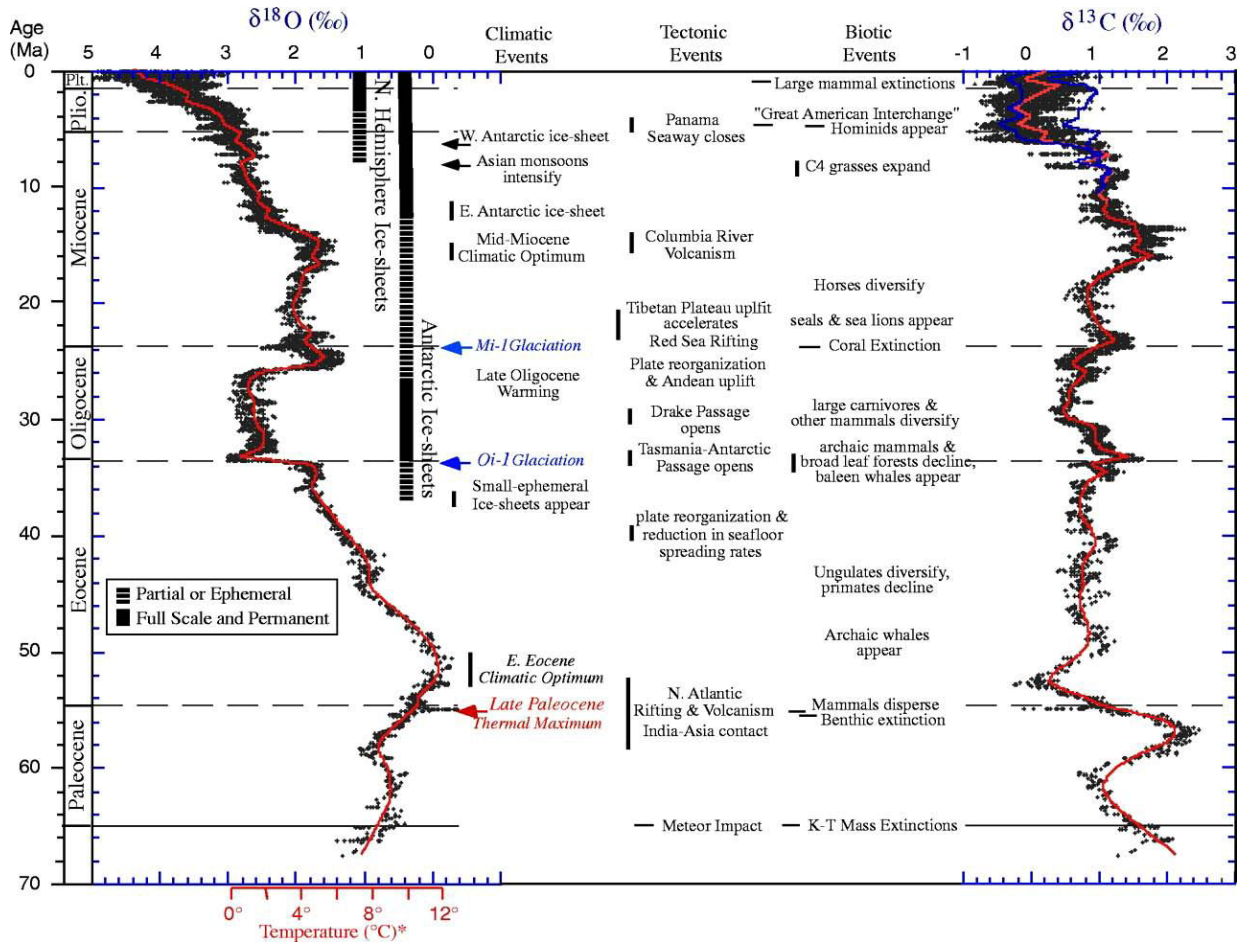 Age
(Ma)
δ18O (‰)
5 4 3 2 1 0
Climatic
Events
Tectonic
Events
Biotic
Events
δ13C (‰)
-1 0 1 2 3
0
10
20
30
40
50
60
70
Plt.
Plio.
Miocene
Oligocene
Eocene
Paleocene
N. Hemisphere Ice-sheets
Antarctic Ice-sheets
Partial or Ephemeral
Full Scale and Permanent
W. Antarctic ice-sheet
Asian monsoons
intensify
E. Antarctic ice-sheet
Mid-Miocene
Climatic Optimum
Mi-1 Glaciation
Late Oligocene
Warming
Oi-1 Glaciation
Small-ephemeral
Ice-sheets appear
E. Eocene
Climatic Optimum
Late Paleocene
Thermal Maximum
Panama
Seaway closes
Columbia River
Volcanism
Tibetan Plateau uplfit
accelerates
Red Sea Rifting
Plate reorganization
& Andean uplift
Drake Passage
opens
Tasmania-Antarctic
Passage opens
plate reorganization &
reduction in seafloor
spreading rates
N. Atlantic
Rifting & Volcanism
India-Asia contact
Meteor Impact
Large mammal extinctions
"Great American Interchange"
Hominids appear
C4 grasses expand
Horses diversify
seals & sea lions appear
Coral Extinction
large carnivores &
other mammals diversify
archaic mammals &
broad leaf forests decline,
baleen whales appear
Ungulates diversify,
primates decline
Archaic whales
appear
Mammals disperse
Benthic extinction
K-T Mass Extinctions
0° 4° 8° 12°
Temperature (°C)*